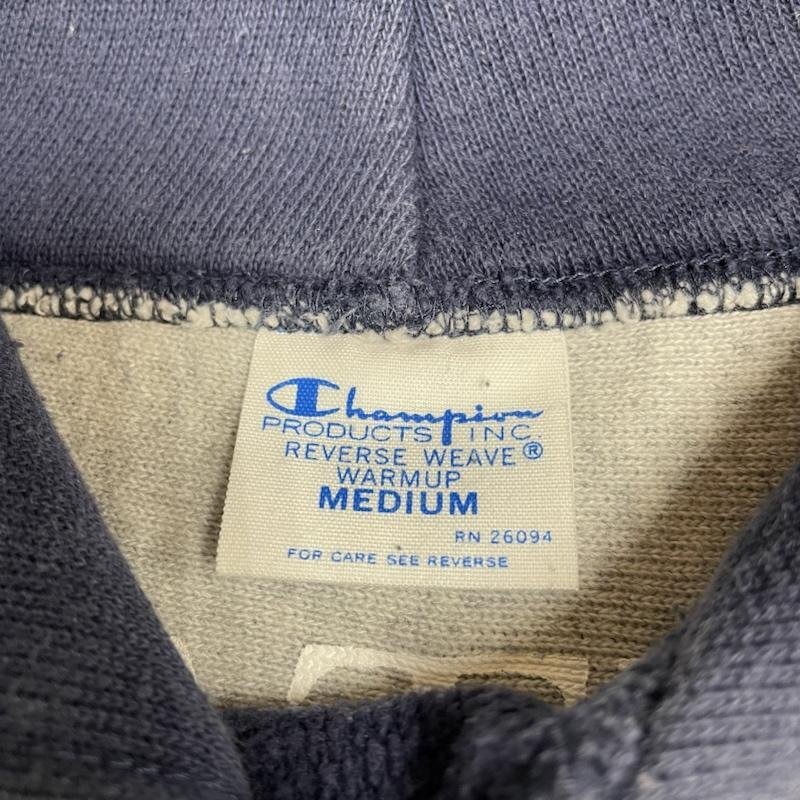 Champion
PRODUCTS INC
REVERSE WEAVE®
WARMUP
MEDIUM
RN 26094
FOR CARE SEE REVERSE